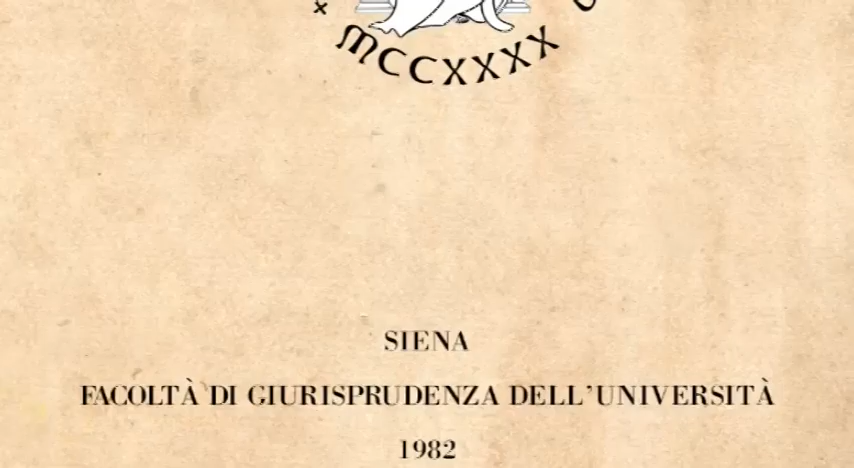 MCCXXXX
SIENA
FACOLTÀ DI GIURISPRUDENZA DELL'UNIVERSITÀ
1982